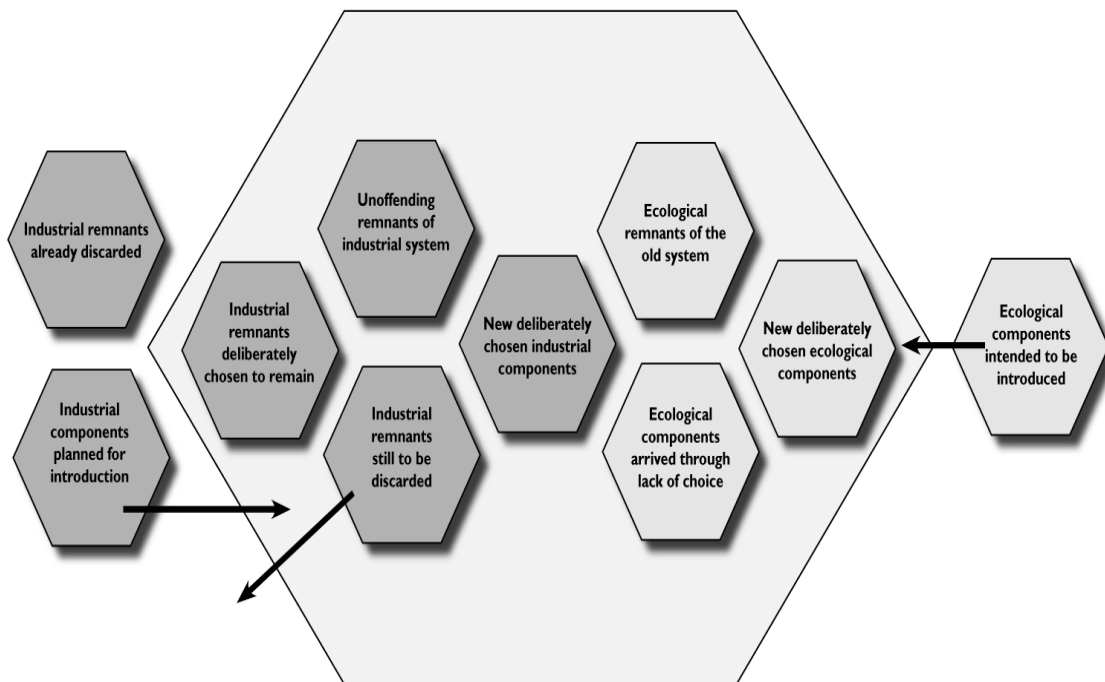 Industrial remnants
already discarded
Industrial
components
planned for
introduction
Industrial
remnants
deliberately
chosen to remain
Unoffending
remnants of
industrial system
Industrial
remnants
still to be
discarded
New deliberately
chosen industrial
components
Ecological
remnants of the
old system
Ecological
components
arrived through
lack of choice
New deliberately
chosen ecological
components
Ecological
components
intended to be
introduced